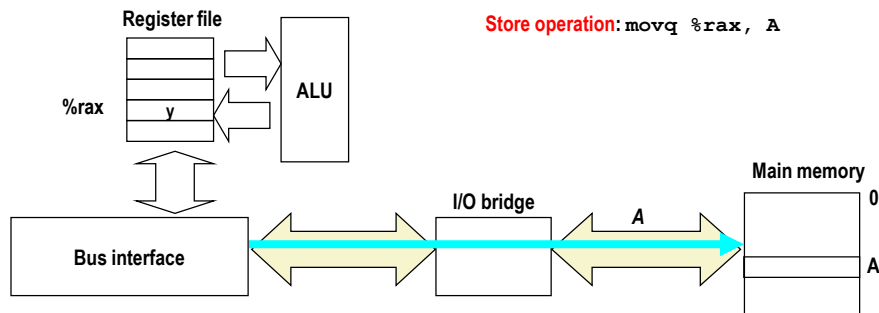 Register file
Store operation: movq %rax, A
ALU
%rax
y
Main memory
I/O bridge
0
A
Bus interface
A